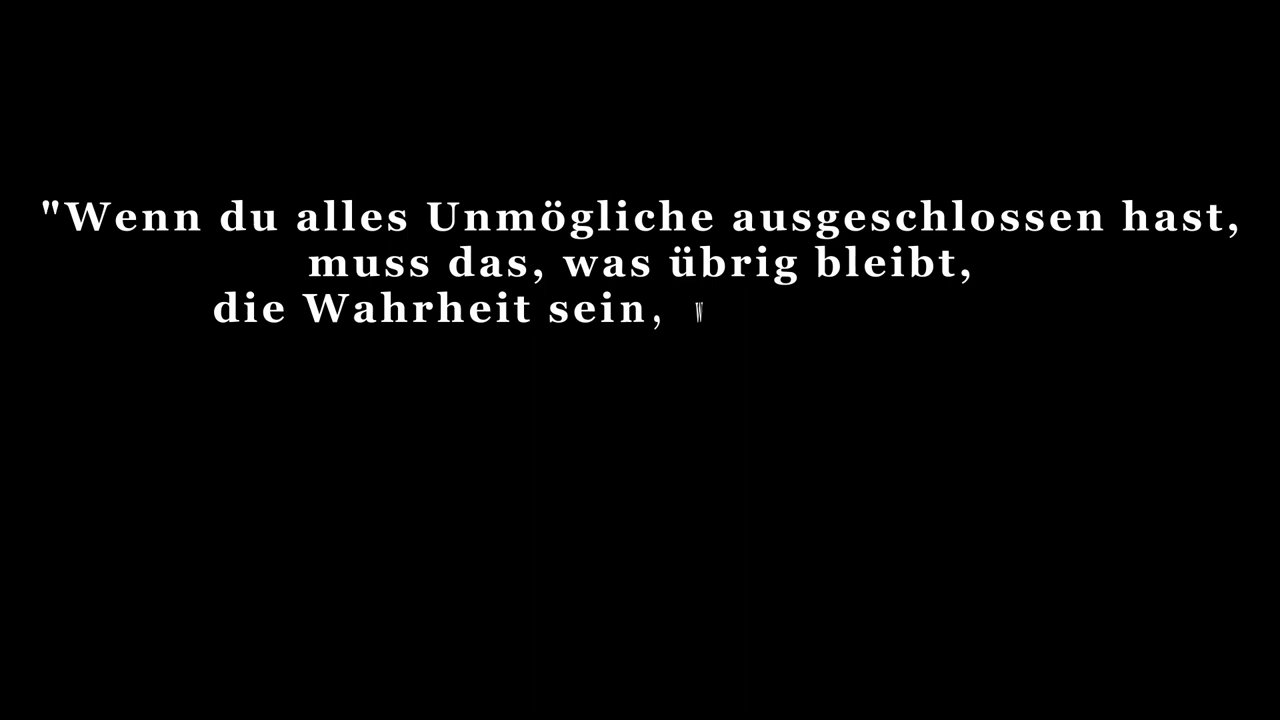 "Wenn du alles Unmögliche ausgeschlossen hast,
muss das, was übrig bleibt,
die Wahrheit sein, w